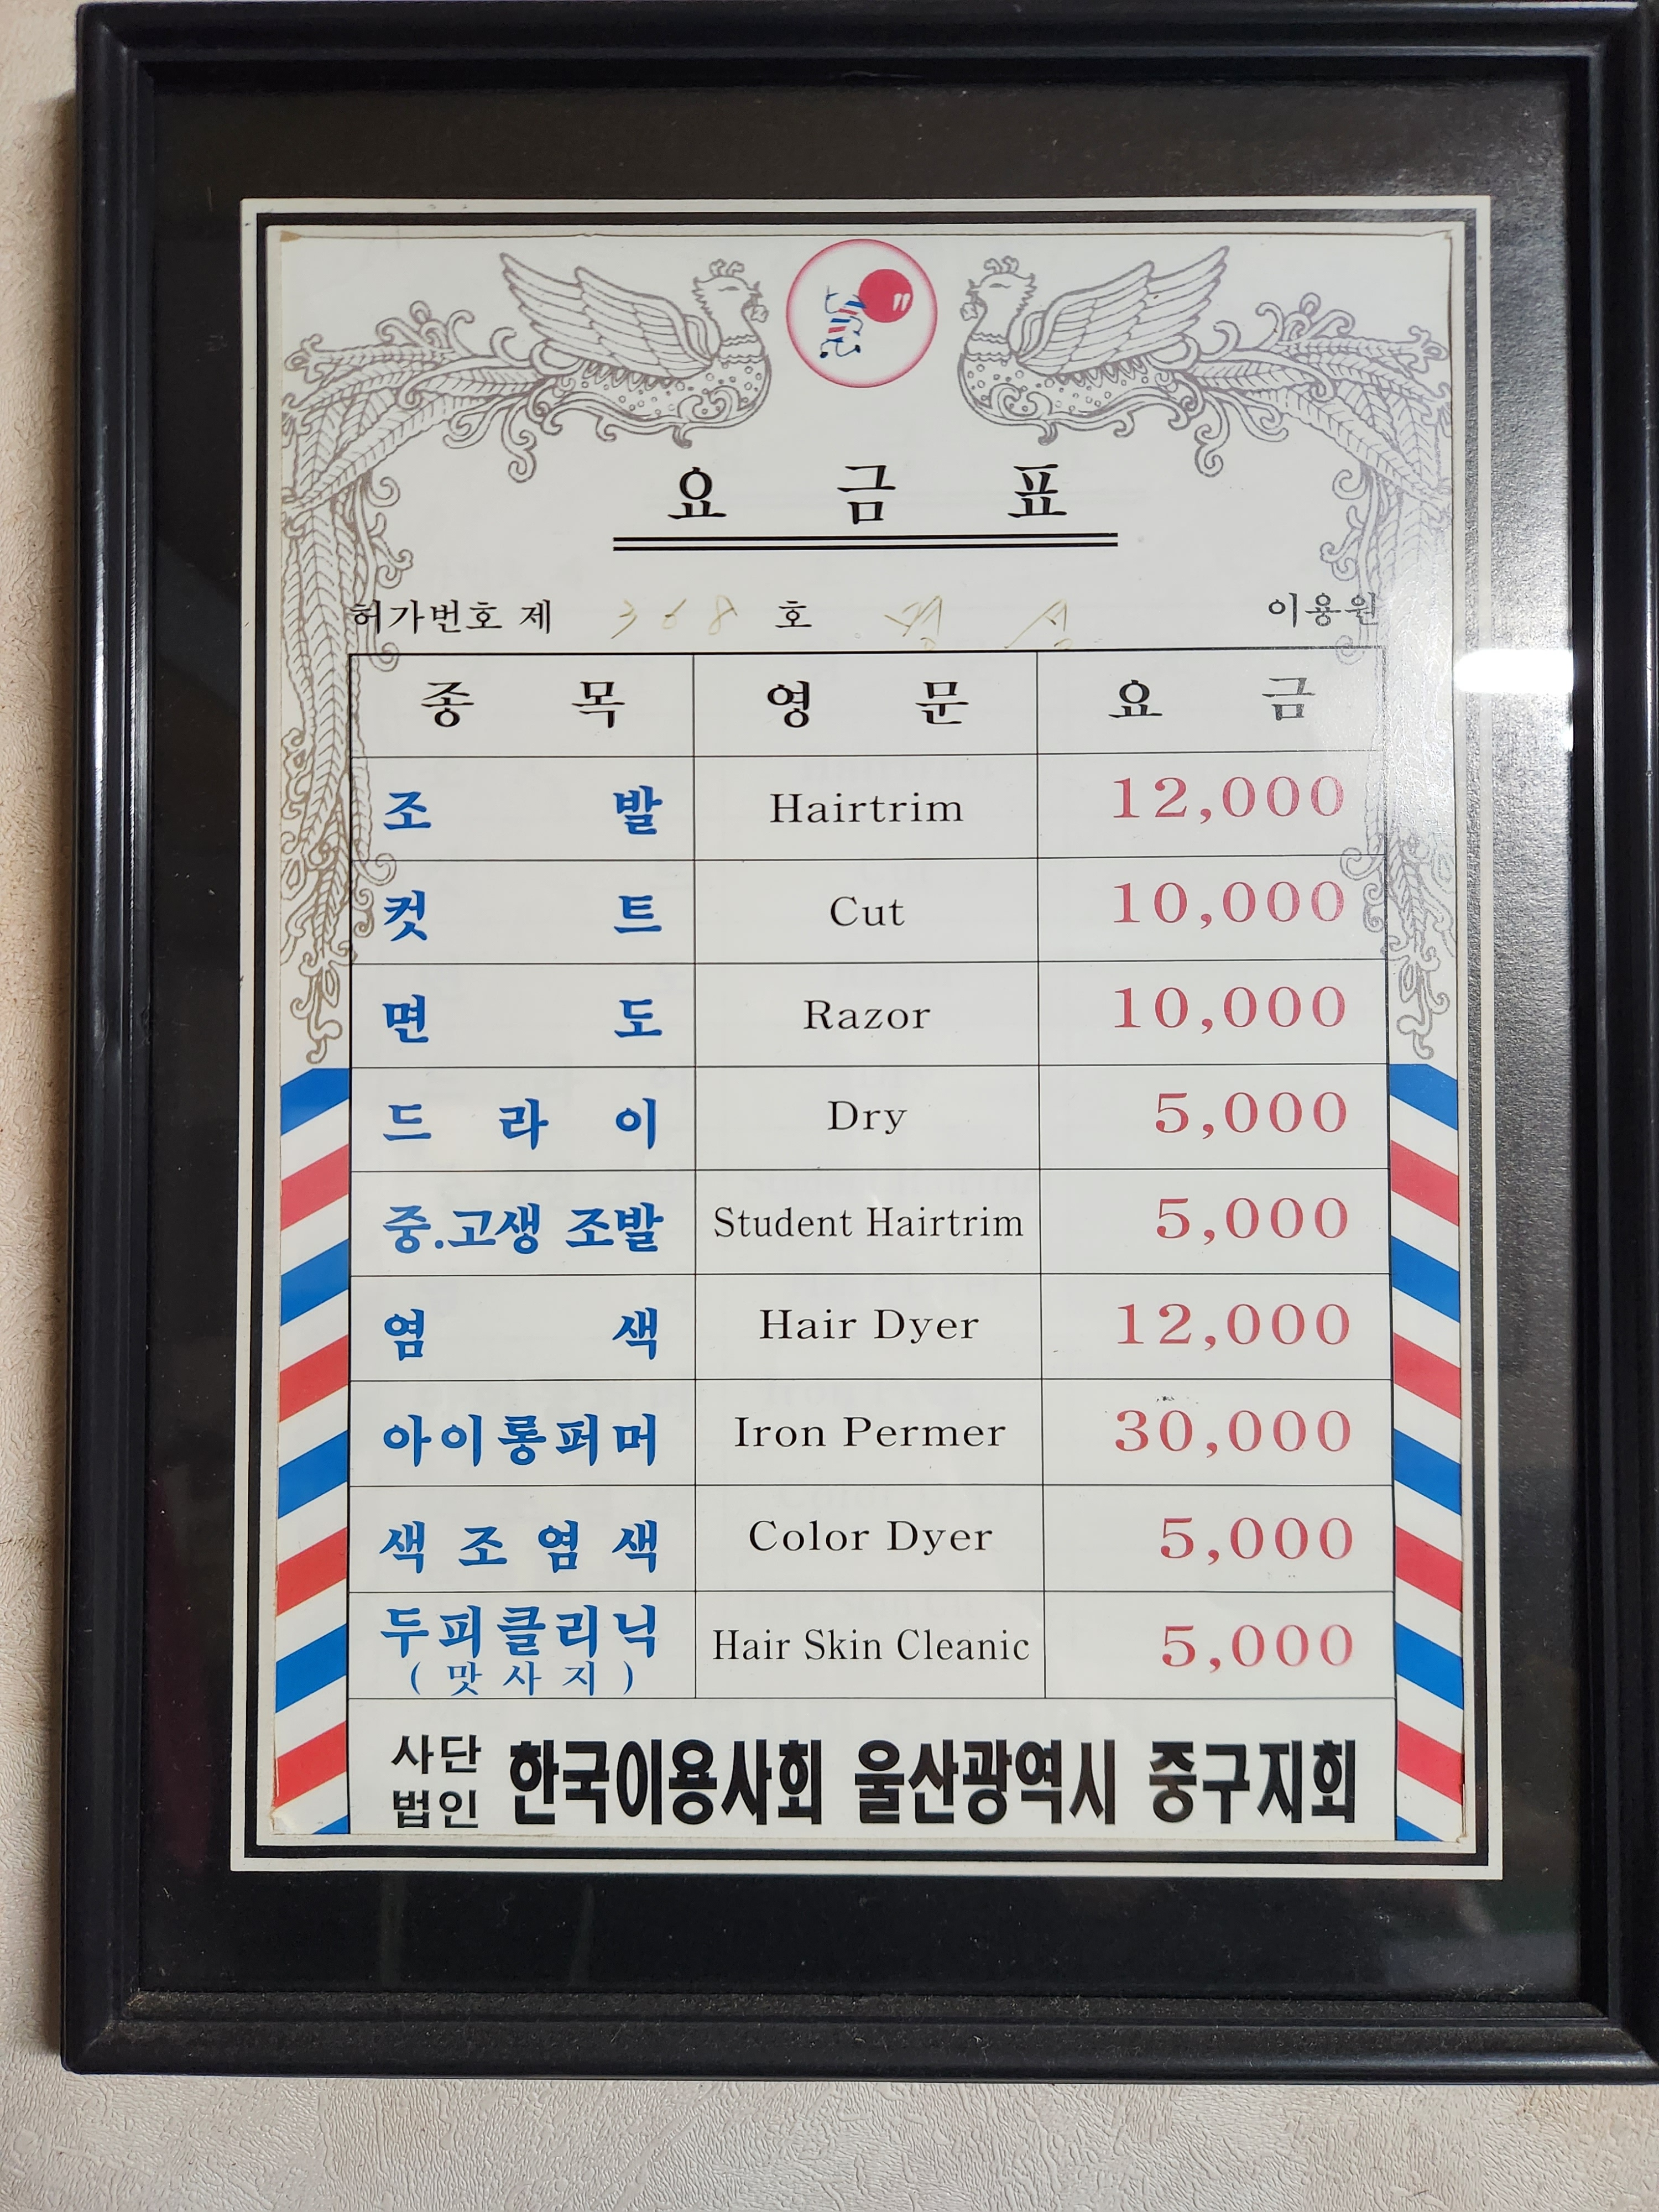 요 금 표
허가번호 제 368 호 이용원
종 목 영 문 요 금
조 발 Hairtrim 12,000
컷 트 Cut 10,000
면 도 Razor 10,000
드 라 이 Dry 5,000
중.고생 조발 Student Hairtrim 5,000
염 색 Hair Dyer 12,000
아이롱퍼머 Iron Permer 30,000
색 조 염 색 Color Dyer 5,000
두피클리닉 Hair Skin Cleanic 5,000
( 맛 사 지 )
사단법인 한국이용사회 울산광역시 중구지회